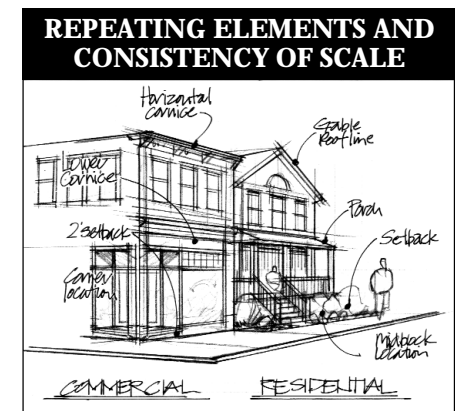 REPEATING ELEMENTS AND
CONSISTENCY OF SCALE
Horizontal
cornice
Gable
Roofline
Lower
Cornice
Porch
2' setback
Setback
Corner
location
Midblock
Location
COMMERCIAL
RESIDENTIAL